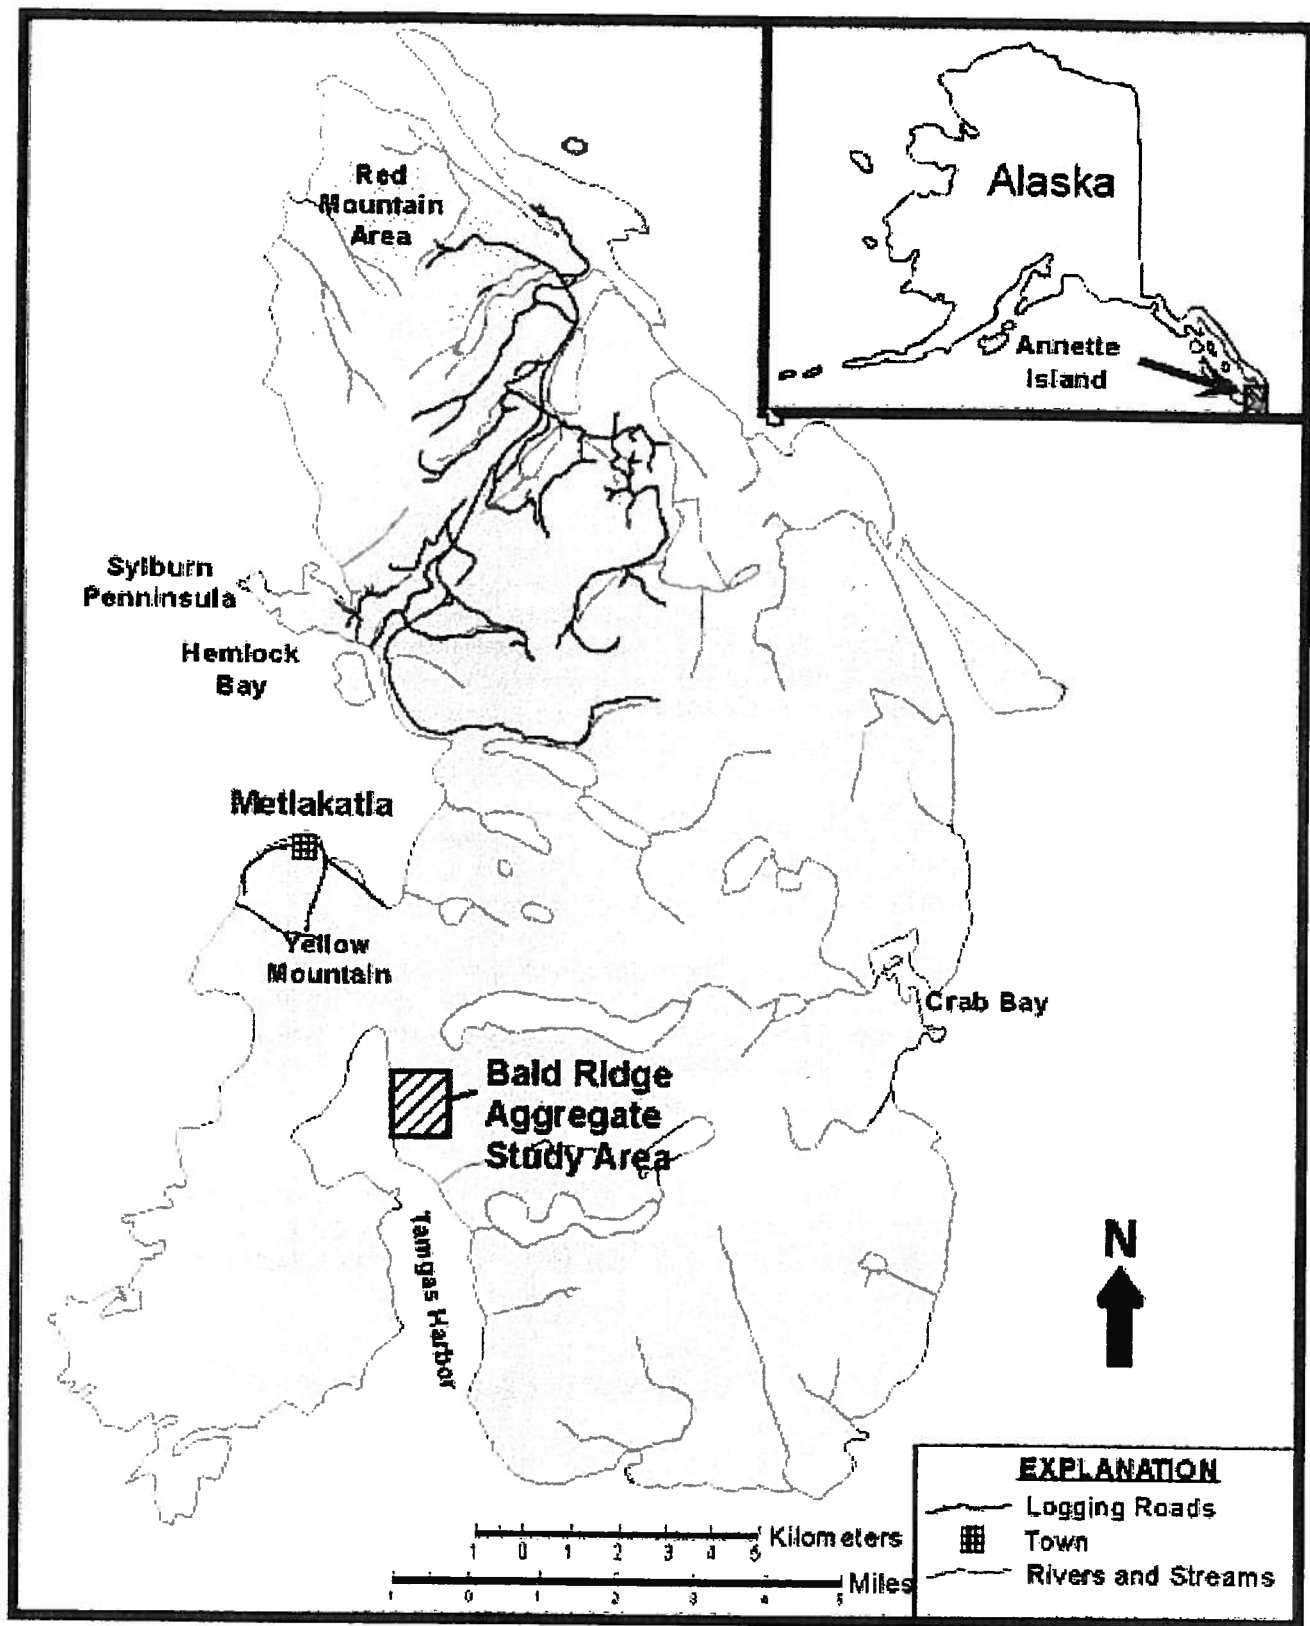 Red
Mountain
Area
Alaska
Annette
Island
Sylburn
Penninsula
Hemlock
Bay
Metlakatla
Yellow
Mountain
Crab Bay
Bald Ridge
Aggregate
Study Area
Tamgas Harbor
N
EXPLANATION
Logging Roads
Town
Rivers and Streams
Kilometers
1 0 1 2 3 4 5
Miles
1 0 1 2 3 4 5